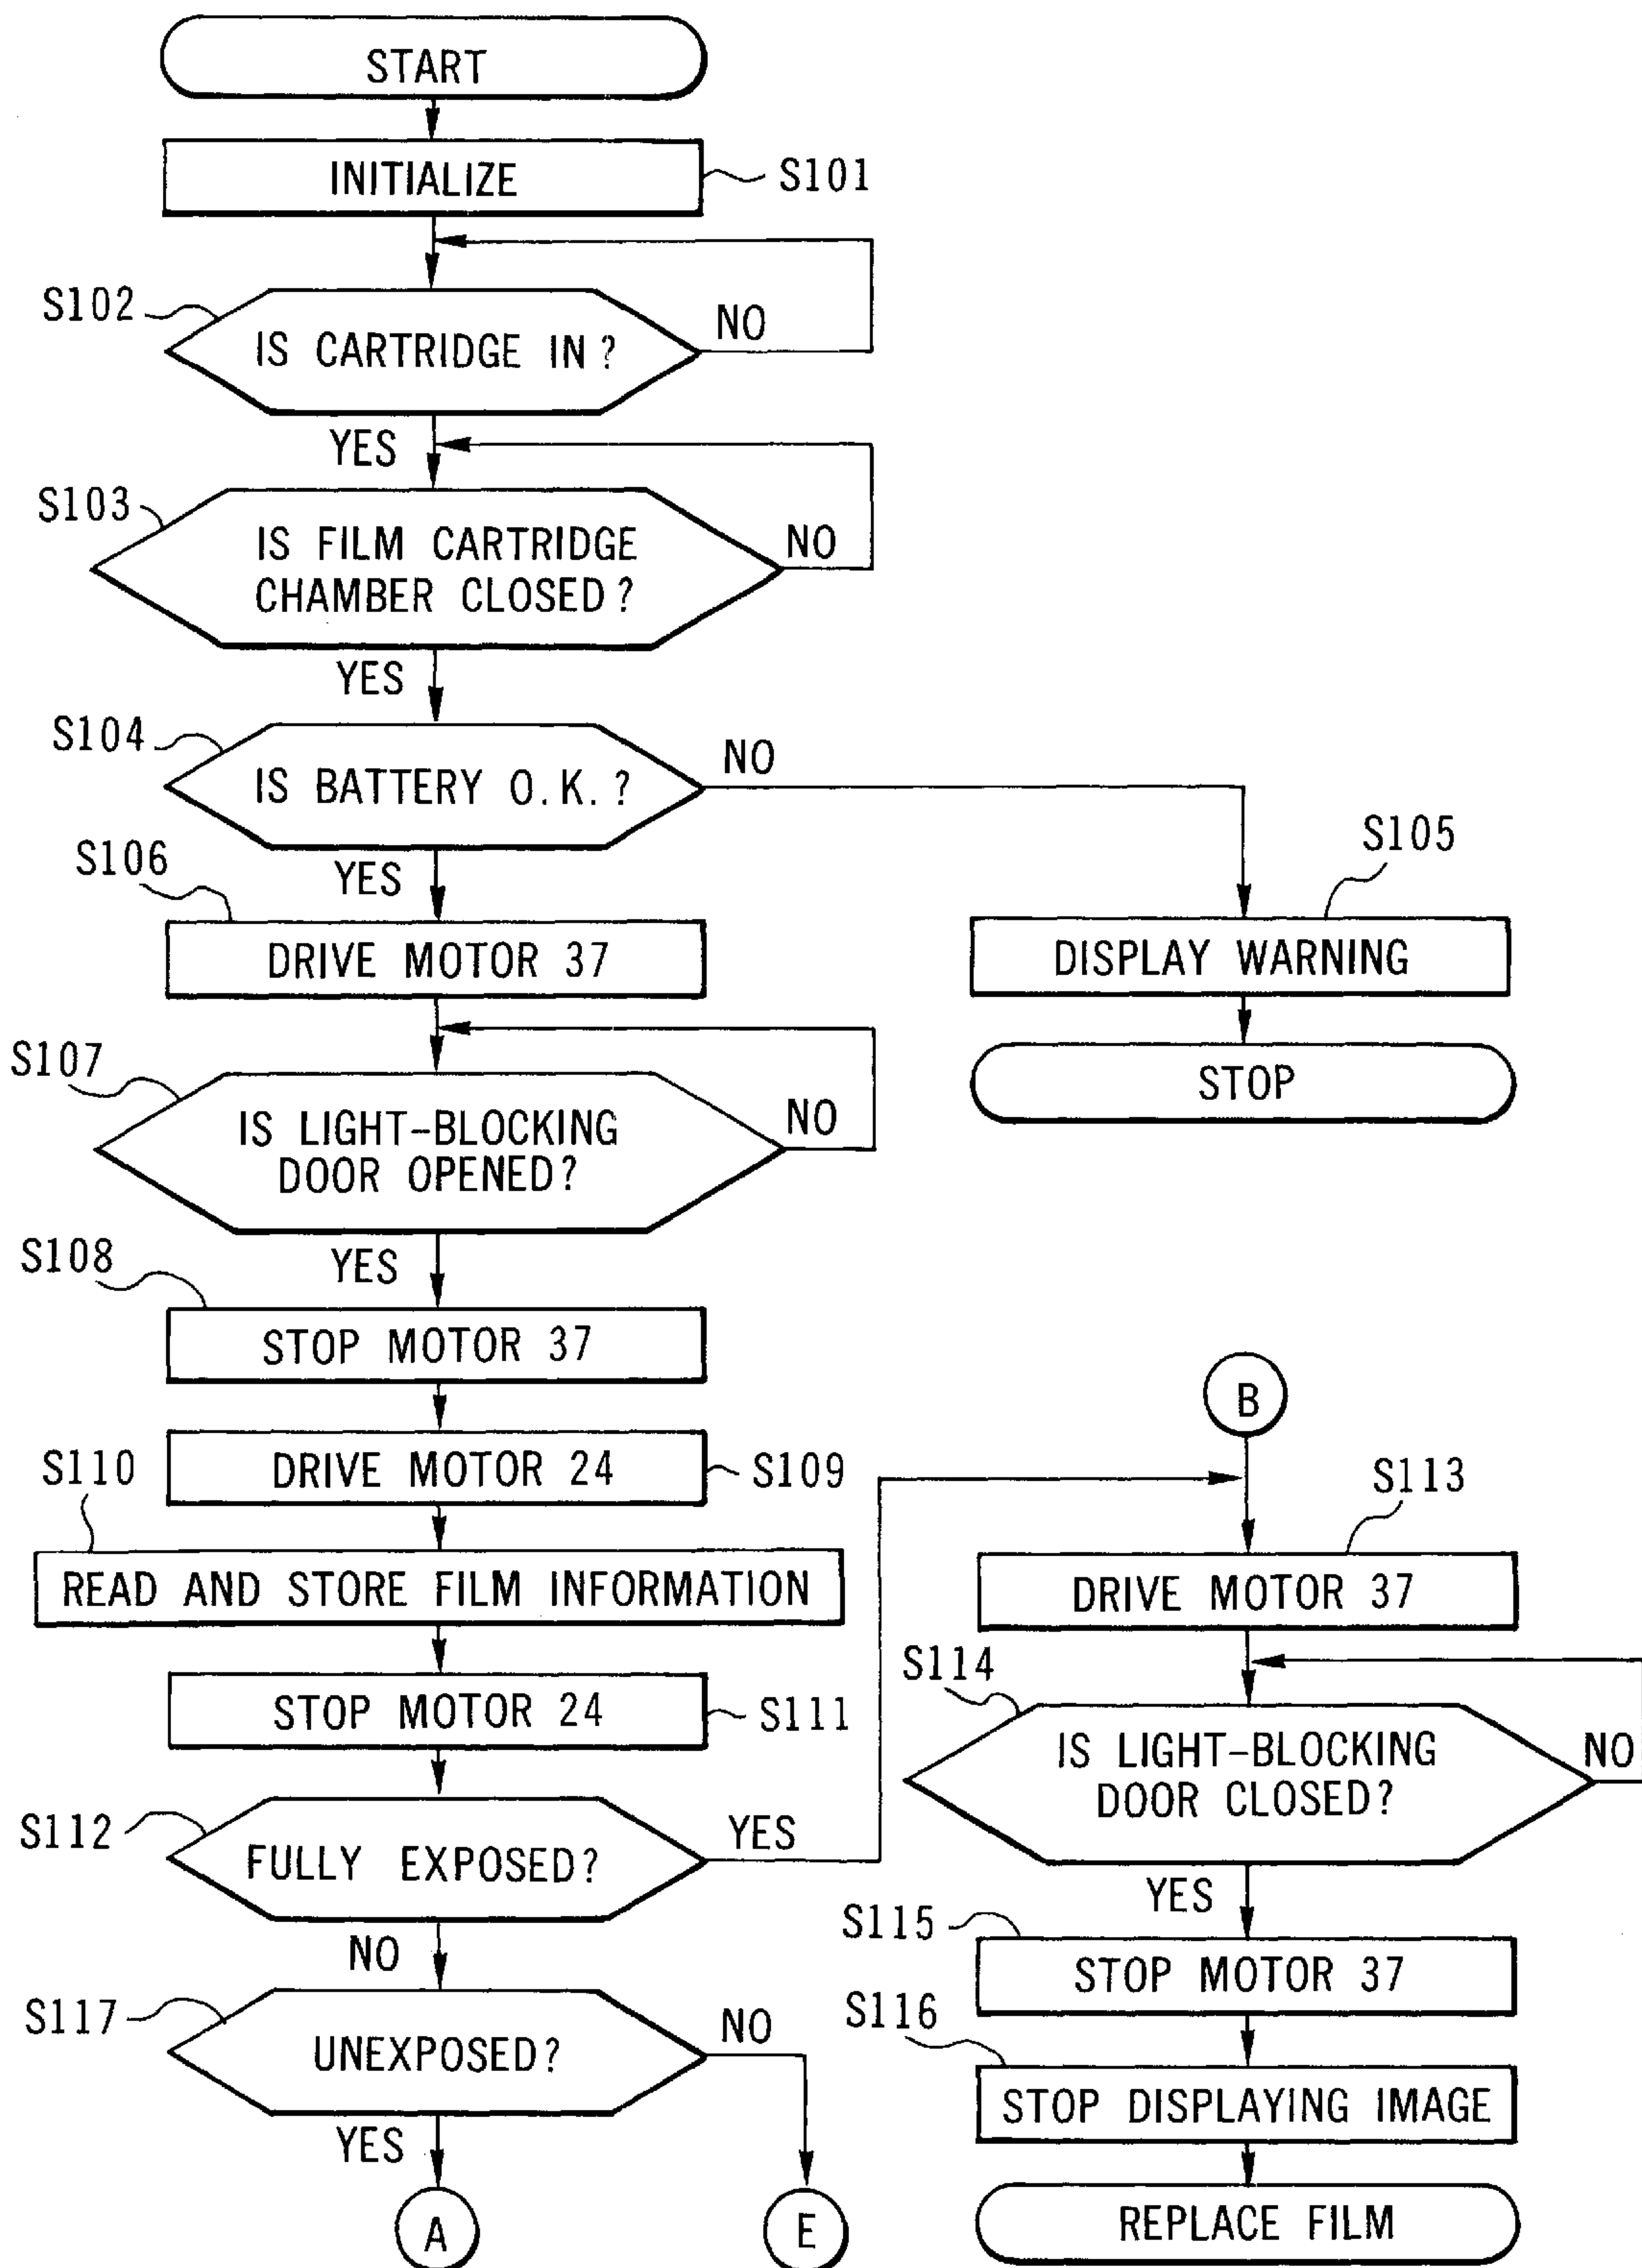 START
INITIALIZE
S101
S102
IS CARTRIDGE IN?
NO
YES
S103
IS FILM CARTRIDGE
CHAMBER CLOSED?
NO
YES
S104
IS BATTERY O.K.?
NO
S105
DISPLAY WARNING
STOP
S106
YES
DRIVE MOTOR 37
S107
IS LIGHT-BLOCKING
DOOR OPENED?
NO
S108
YES
STOP MOTOR 37
DRIVE MOTOR 24
S109
S110
READ AND STORE FILM INFORMATION
STOP MOTOR 24
S111
S112
FULLY EXPOSED?
YES
NO
S117
UNEXPOSED?
NO
YES
A
E
B
S113
DRIVE MOTOR 37
S114
IS LIGHT-BLOCKING
DOOR CLOSED?
NO
YES
S115
STOP MOTOR 37
S116
STOP DISPLAYING IMAGE
REPLACE FILM